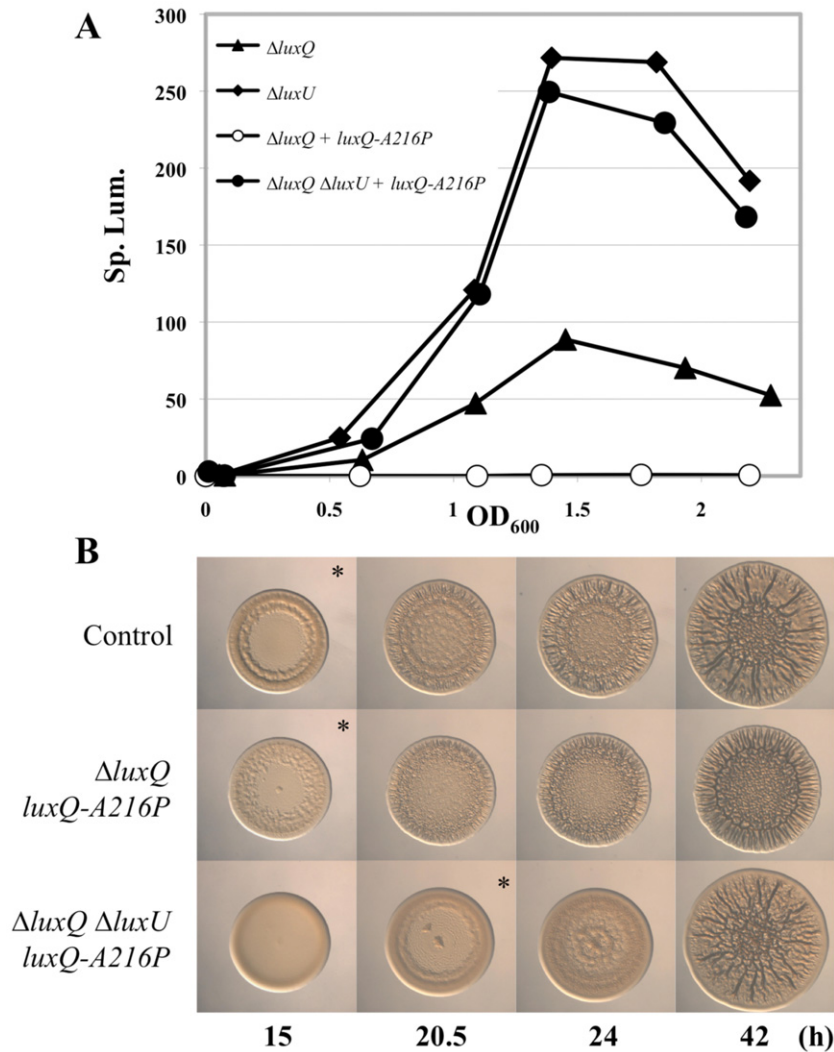 A
300
250
200
150
100
50
0
Sp. Lum.
ΔluxQ
ΔluxU
ΔluxQ + luxQ-A216P
ΔluxQ ΔluxU + luxQ-A216P
0 0.5 1 1.5 2
OD600
B
Control
*
ΔluxQ
luxQ-A216P
*
ΔluxQ ΔluxU
luxQ-A216P
*
15 20.5 24 42 (h)